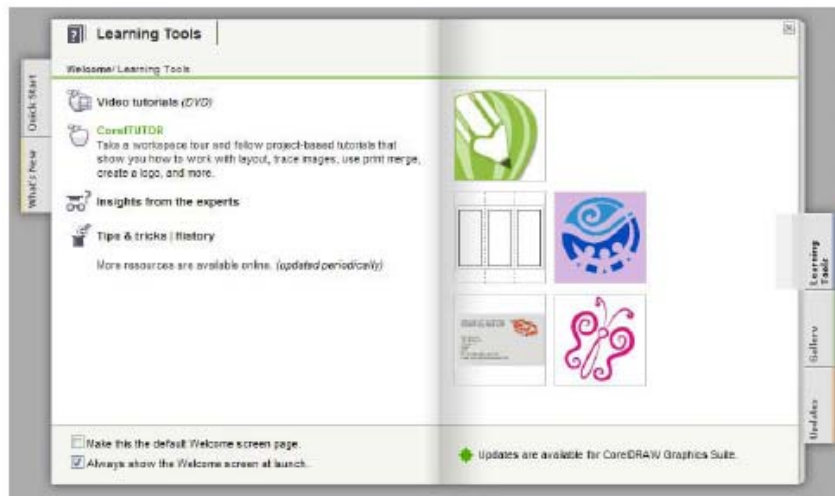 Learning Tools
Welcome/ Learning Tools
Quick Start
What's New
Video tutorials (DVD)
CorelTUTOR
Take a workspace tour and follow project-based tutorials that
show you how to work with layout, trace images, use print merge,
create a logo, and more.
Insights from the experts
Tips & tricks | History
More resources are available online. (updated periodically)
Learning
Tools
Gallery
Updates
Make this the default Welcome screen page.
Always show the Welcome screen at launch.
Updates are available for CorelDRAW Graphics Suite.